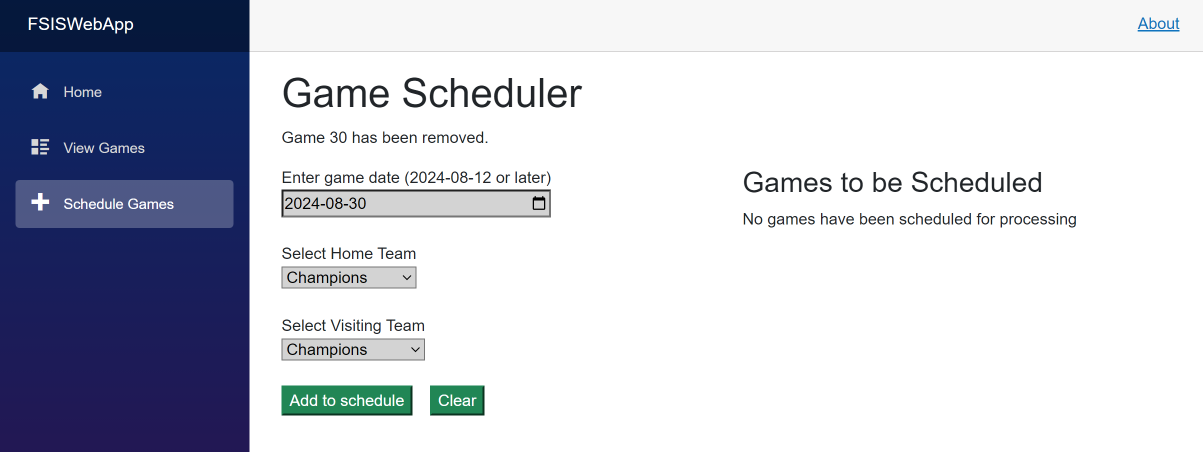 FSISWebApp
About
Home
View Games
Schedule Games
Game Scheduler
Game 30 has been removed.
Enter game date (2024-08-12 or later)
2024-08-30
Select Home Team
Champions
Select Visiting Team
Champions
Add to schedule
Clear
Games to be Scheduled
No games have been scheduled for processing